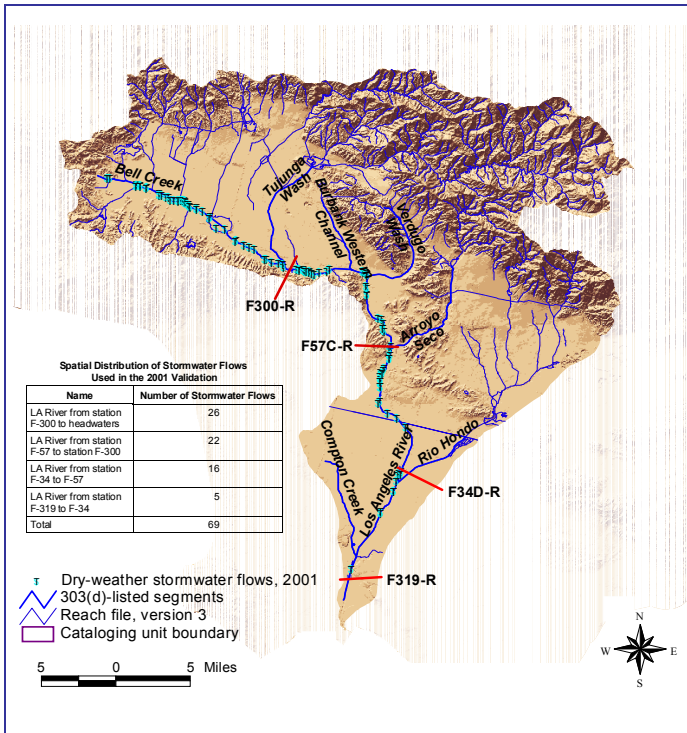 Bell Creek
Tujunga
Wash
Burbank Western
Channel
Verdugo
Wash
F300-R
F57C-R
Arroyo
Seco
Spatial Distribution of Stormwater Flows
Used in the 2001 Validation
Name Number of Stormwater Flows
LA River from station
F-300 to headwaters 26
LA River from station
F-57 to station F-300 22
LA River from station
F-34 to F-57 16
LA River from station
F-319 to F-34 5
Total 69
Compton Creek
Los Angeles River
Rio Hondo
F34D-R
F319-R
Dry-weather stormwater flows, 2001
303(d)-listed segments
Reach file, version 3
Cataloging unit boundary
5 0 5 Miles
N
W E
S